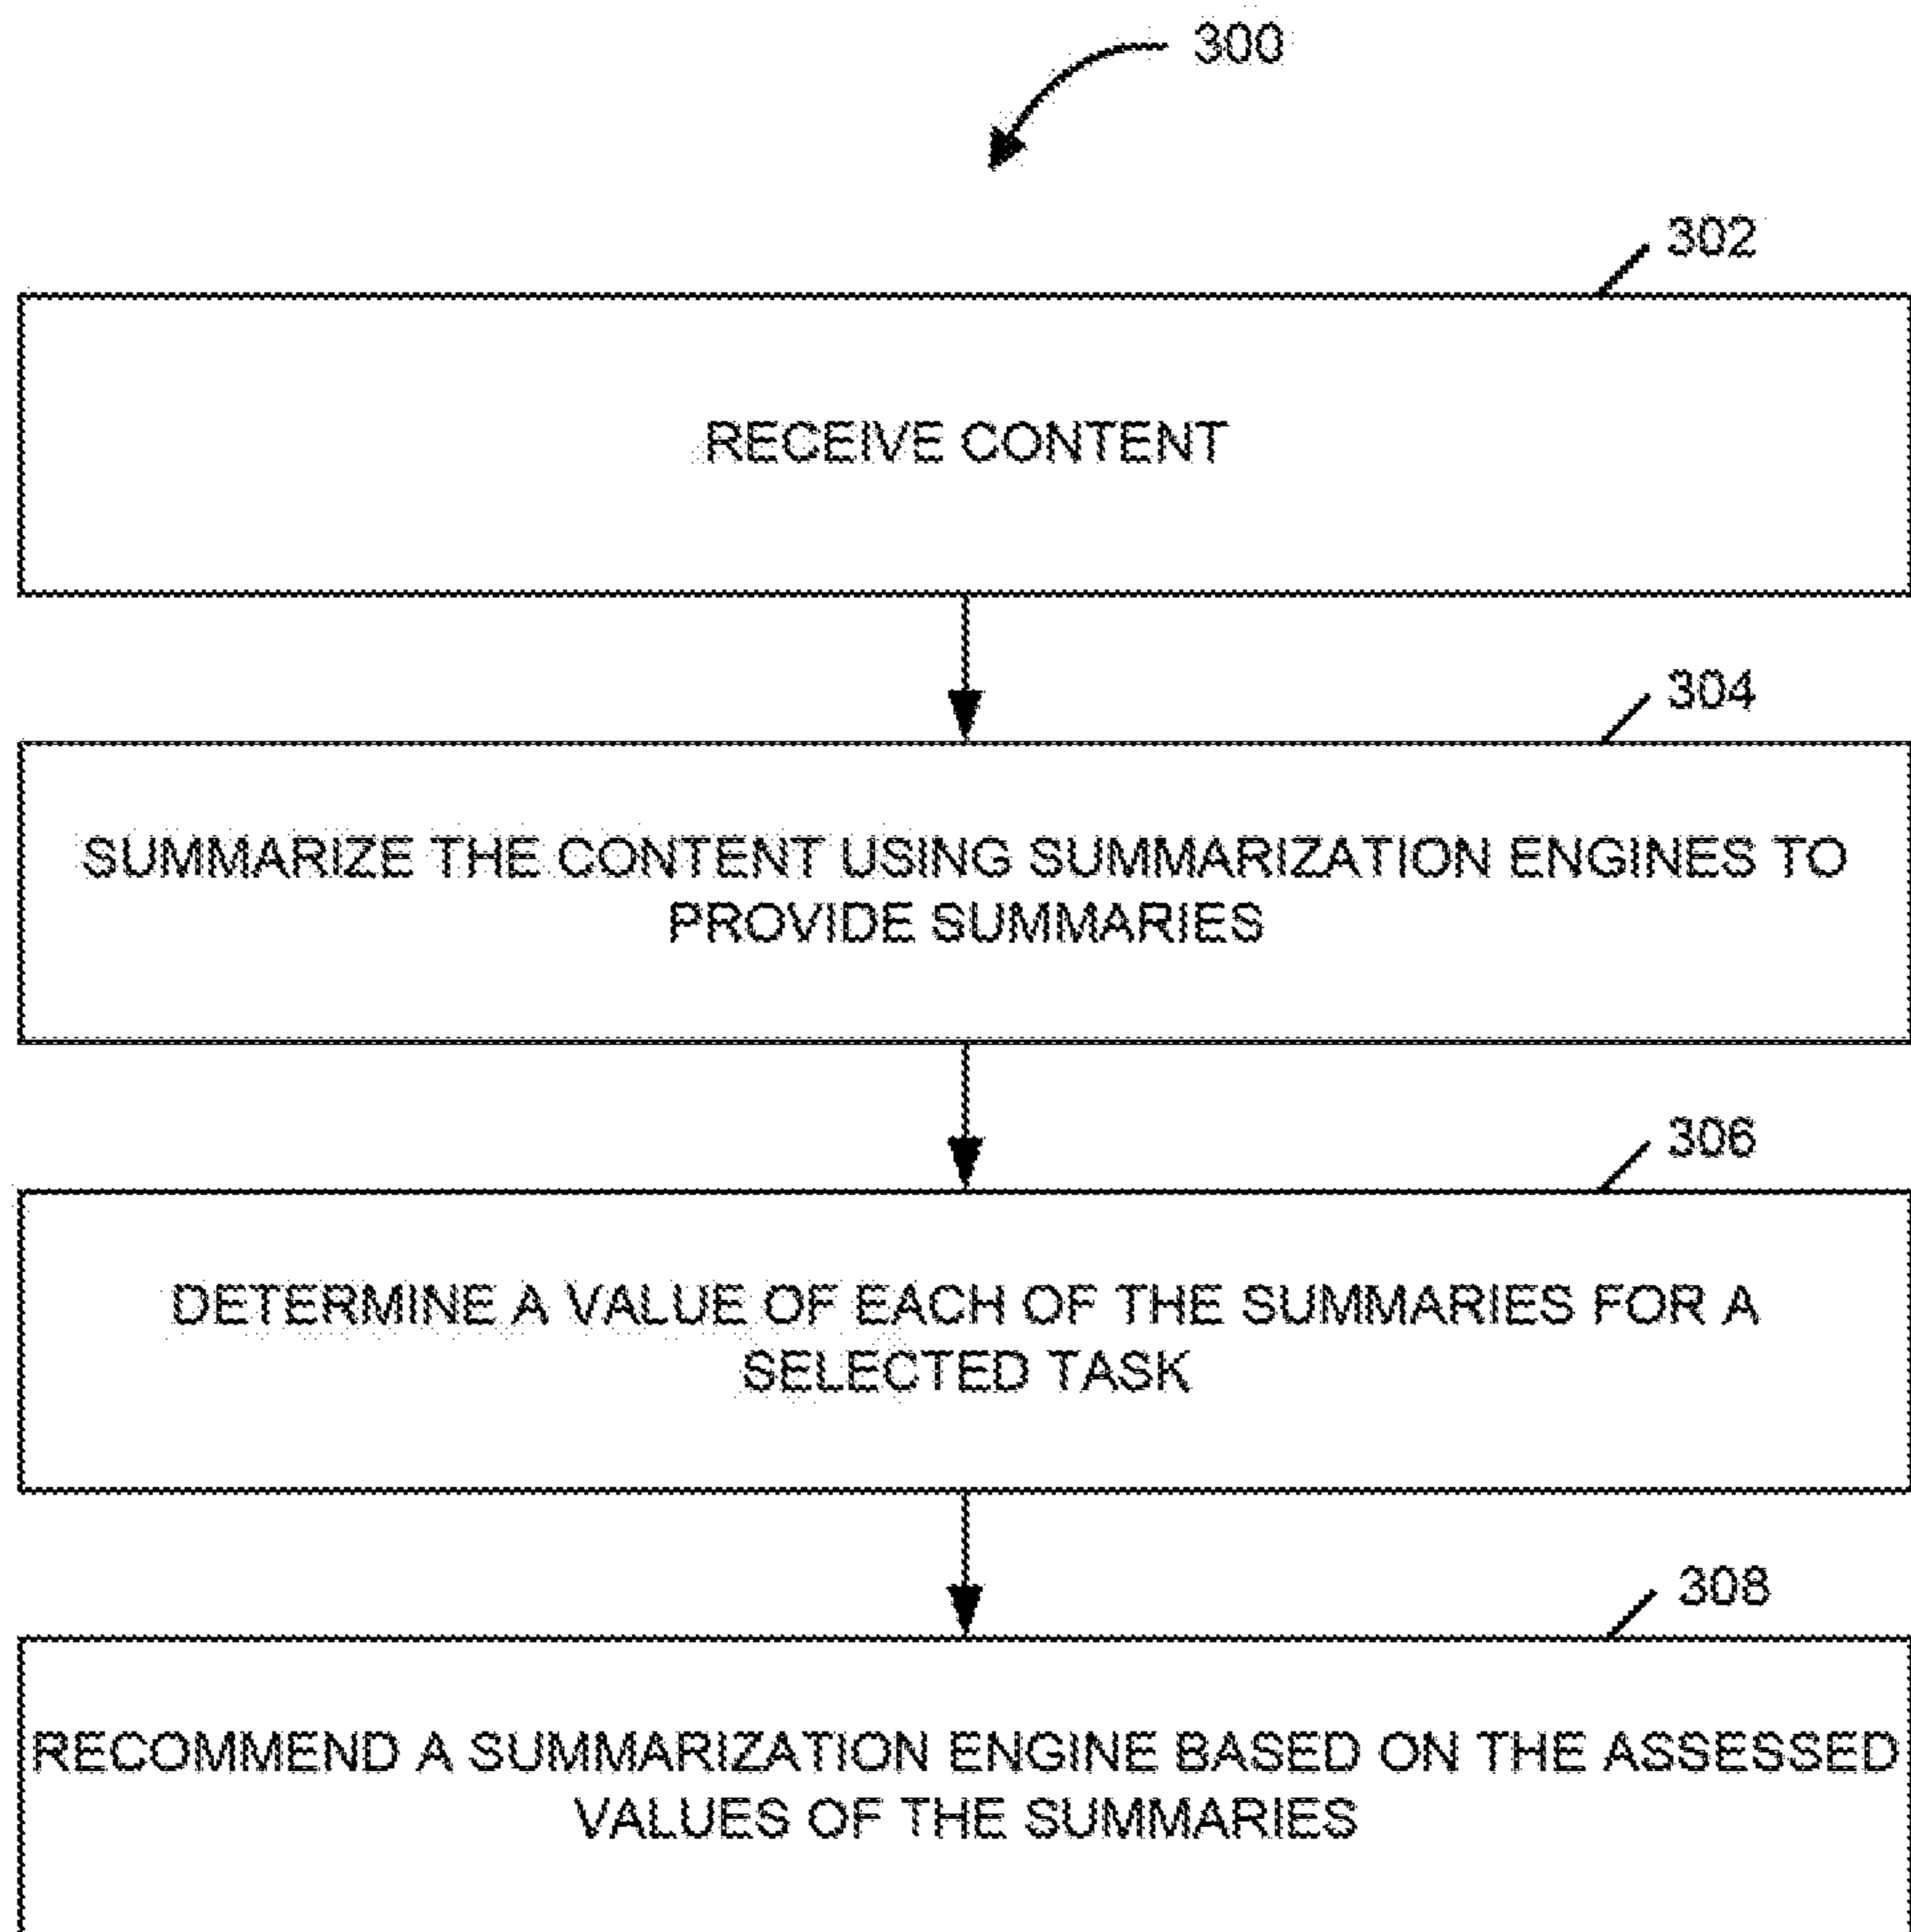 300
302
RECEIVE CONTENT
304
SUMMARIZE THE CONTENT USING SUMMARIZATION ENGINES TO
PROVIDE SUMMARIES
306
DETERMINE A VALUE OF EACH OF THE SUMMARIES FOR A
SELECTED TASK
308
RECOMMEND A SUMMARIZATION ENGINE BASED ON THE ASSESSED
VALUES OF THE SUMMARIES